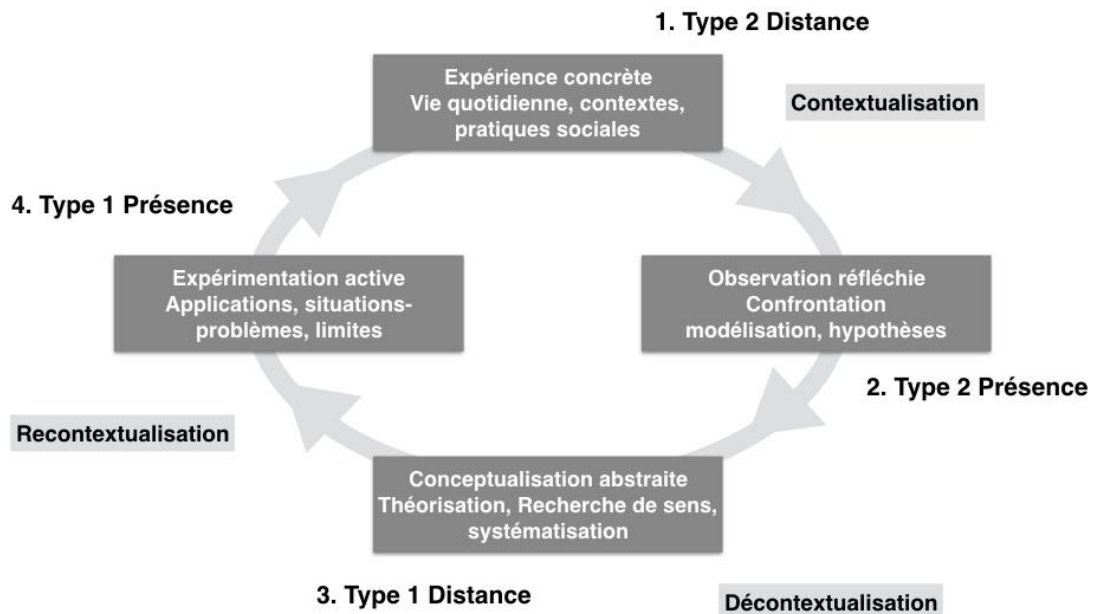 1. Type 2 Distance
Expérience concrète
Vie quotidienne, contextes,
pratiques sociales
Contextualisation
4. Type 1 Présence
Expérimentation active
Applications, situations-
problèmes, limites
Observation réfléchie
Confrontation
modélisation, hypothèses
2. Type 2 Présence
Recontextualisation
Conceptualisation abstraite
Théorisation, Recherche de sens,
systématisation
3. Type 1 Distance
Décontextualisation